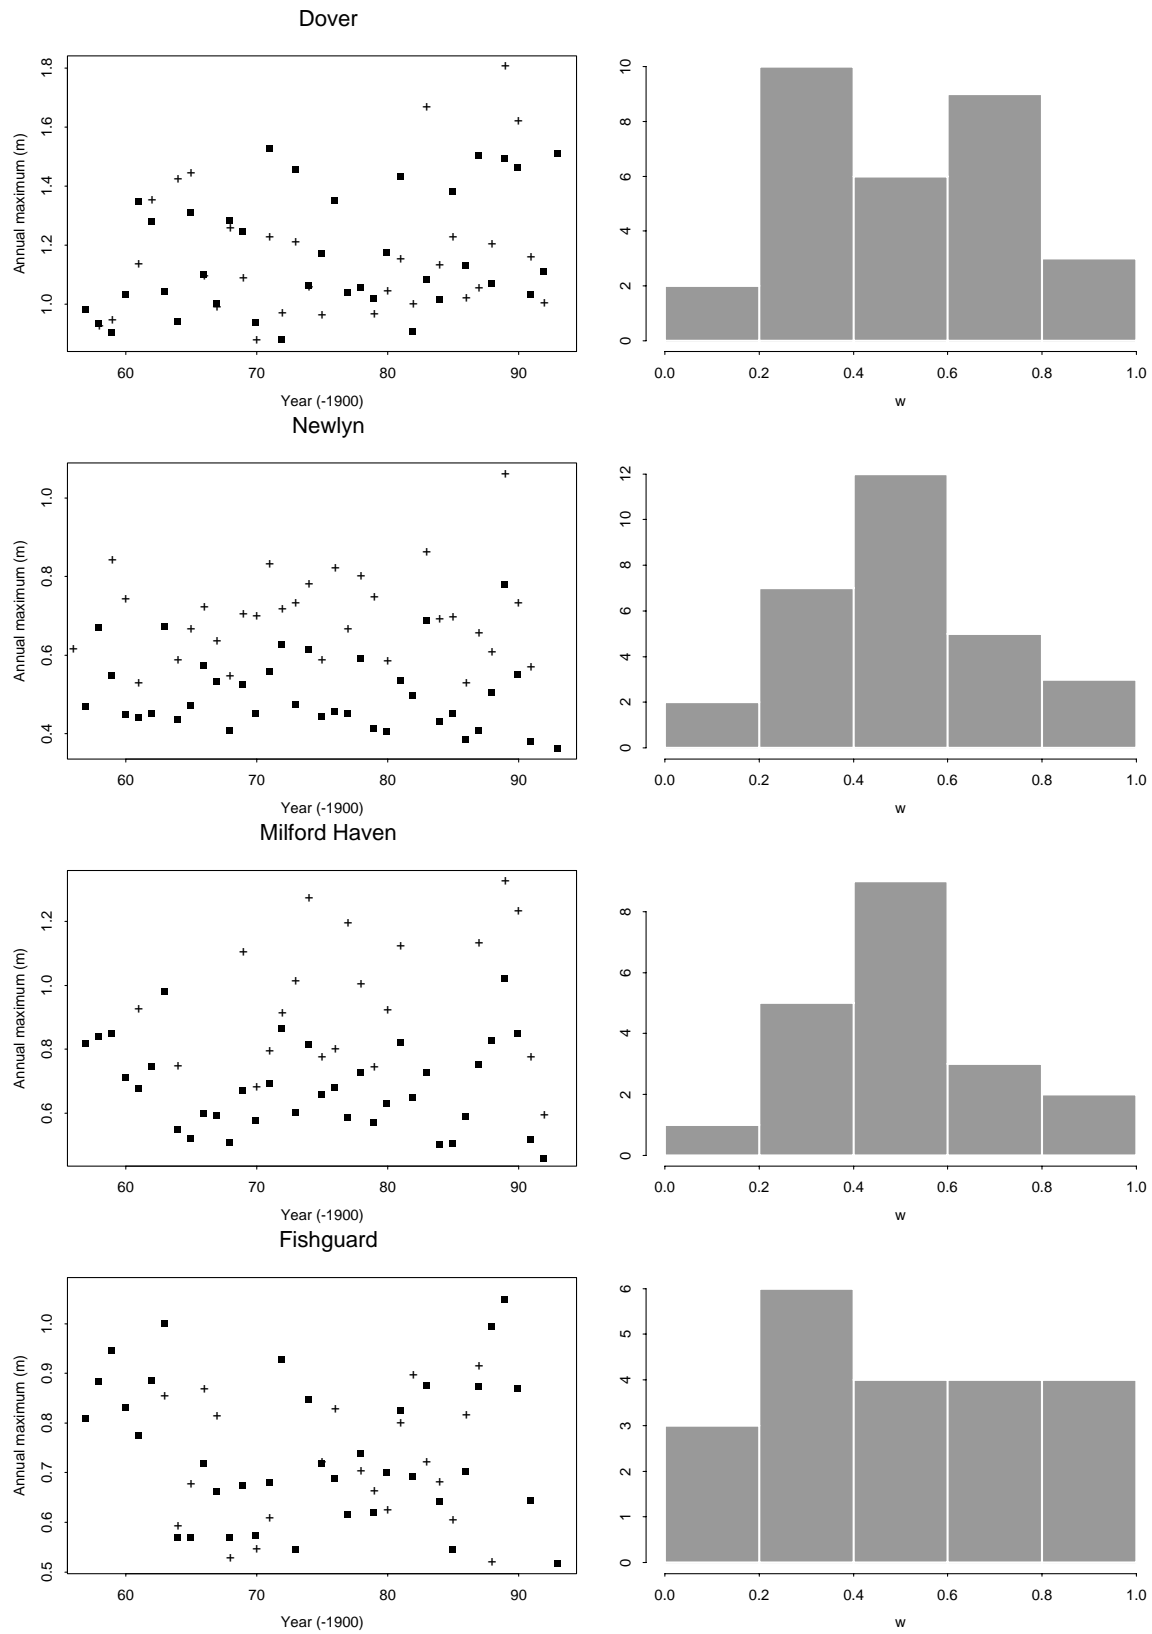 Dover
Annual maximum (m)
1.8
1.6
1.4
1.2
1.0
60 70 80 90
Year (-1900)
10
8
6
4
2
0
0.0 0.2 0.4 0.6 0.8 1.0
w
Newlyn
Annual maximum (m)
1.0
0.8
0.6
0.4
60 70 80 90
Year (-1900)
12
10
8
6
4
2
0
0.0 0.2 0.4 0.6 0.8 1.0
w
Milford Haven
Annual maximum (m)
1.2
1.0
0.8
0.6
60 70 80 90
Year (-1900)
8
6
4
2
0
0.0 0.2 0.4 0.6 0.8 1.0
w
Fishguard
Annual maximum (m)
1.0
0.9
0.8
0.7
0.6
0.5
60 70 80 90
Year (-1900)
6
5
4
3
2
1
0
0.0 0.2 0.4 0.6 0.8 1.0
w